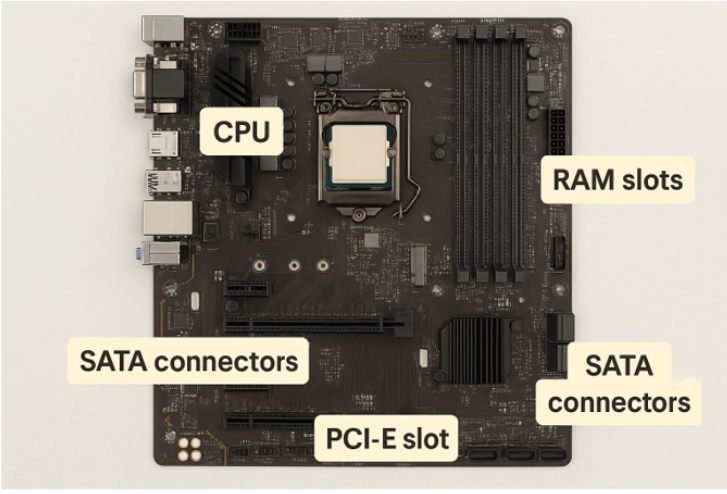 CPU
RAM slots
SATA connectors
SATA
connectors
PCI-E slot